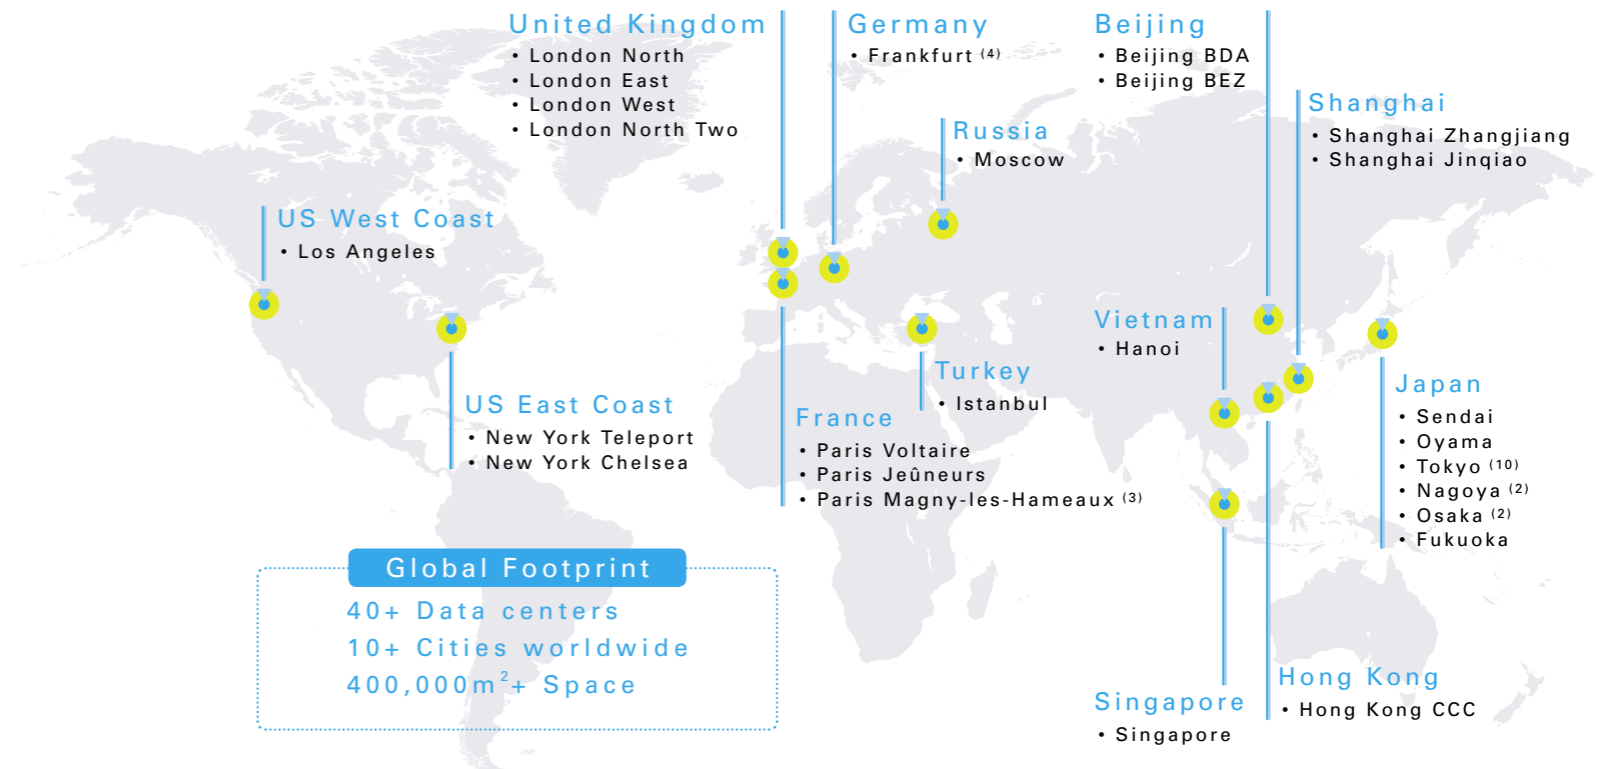 United Kingdom
• London North
• London East
• London West
• London North Two
Germany
• Frankfurt (4)
Beijing
• Beijing BDA
• Beijing BEZ
Shanghai
• Shanghai Zhangjiang
• Shanghai Jinqiao
Russia
• Moscow
US West Coast
• Los Angeles
US East Coast
• New York Teleport
• New York Chelsea
Turkey
• Istanbul
France
• Paris Voltaire
• Paris Jeûneurs
• Paris Magny-les-Hameaux (3)
Vietnam
• Hanoi
Japan
• Sendai
• Oyama
• Tokyo (10)
• Nagoya (2)
• Osaka (2)
• Fukuoka
Global Footprint
40+ Data centers
10+ Cities worldwide
400,000m²+ Space
Singapore
• Singapore
Hong Kong
• Hong Kong CCC